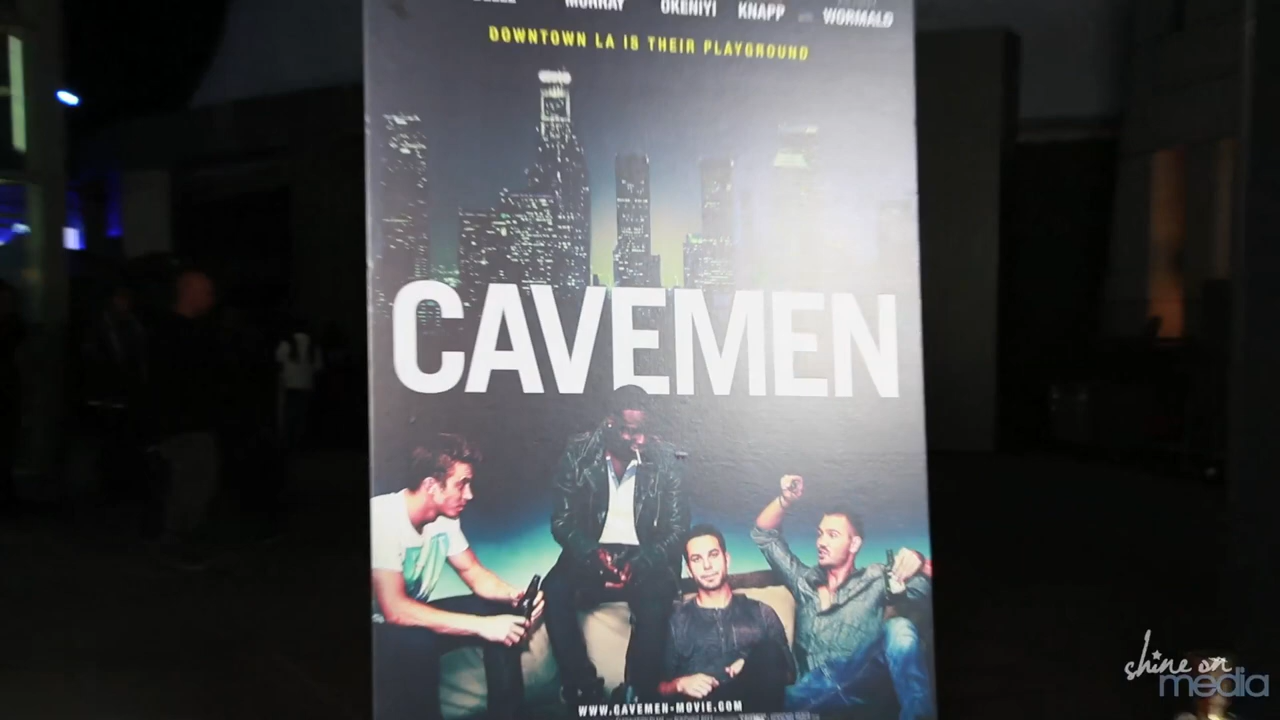 MURRAY OKENIYI KNAPP WORMALD
DOWNTOWN LA IS THEIR PLAYGROUND
CAVEMEN
WWW.CAVEMEN-MOVIE.COM
shine on
media